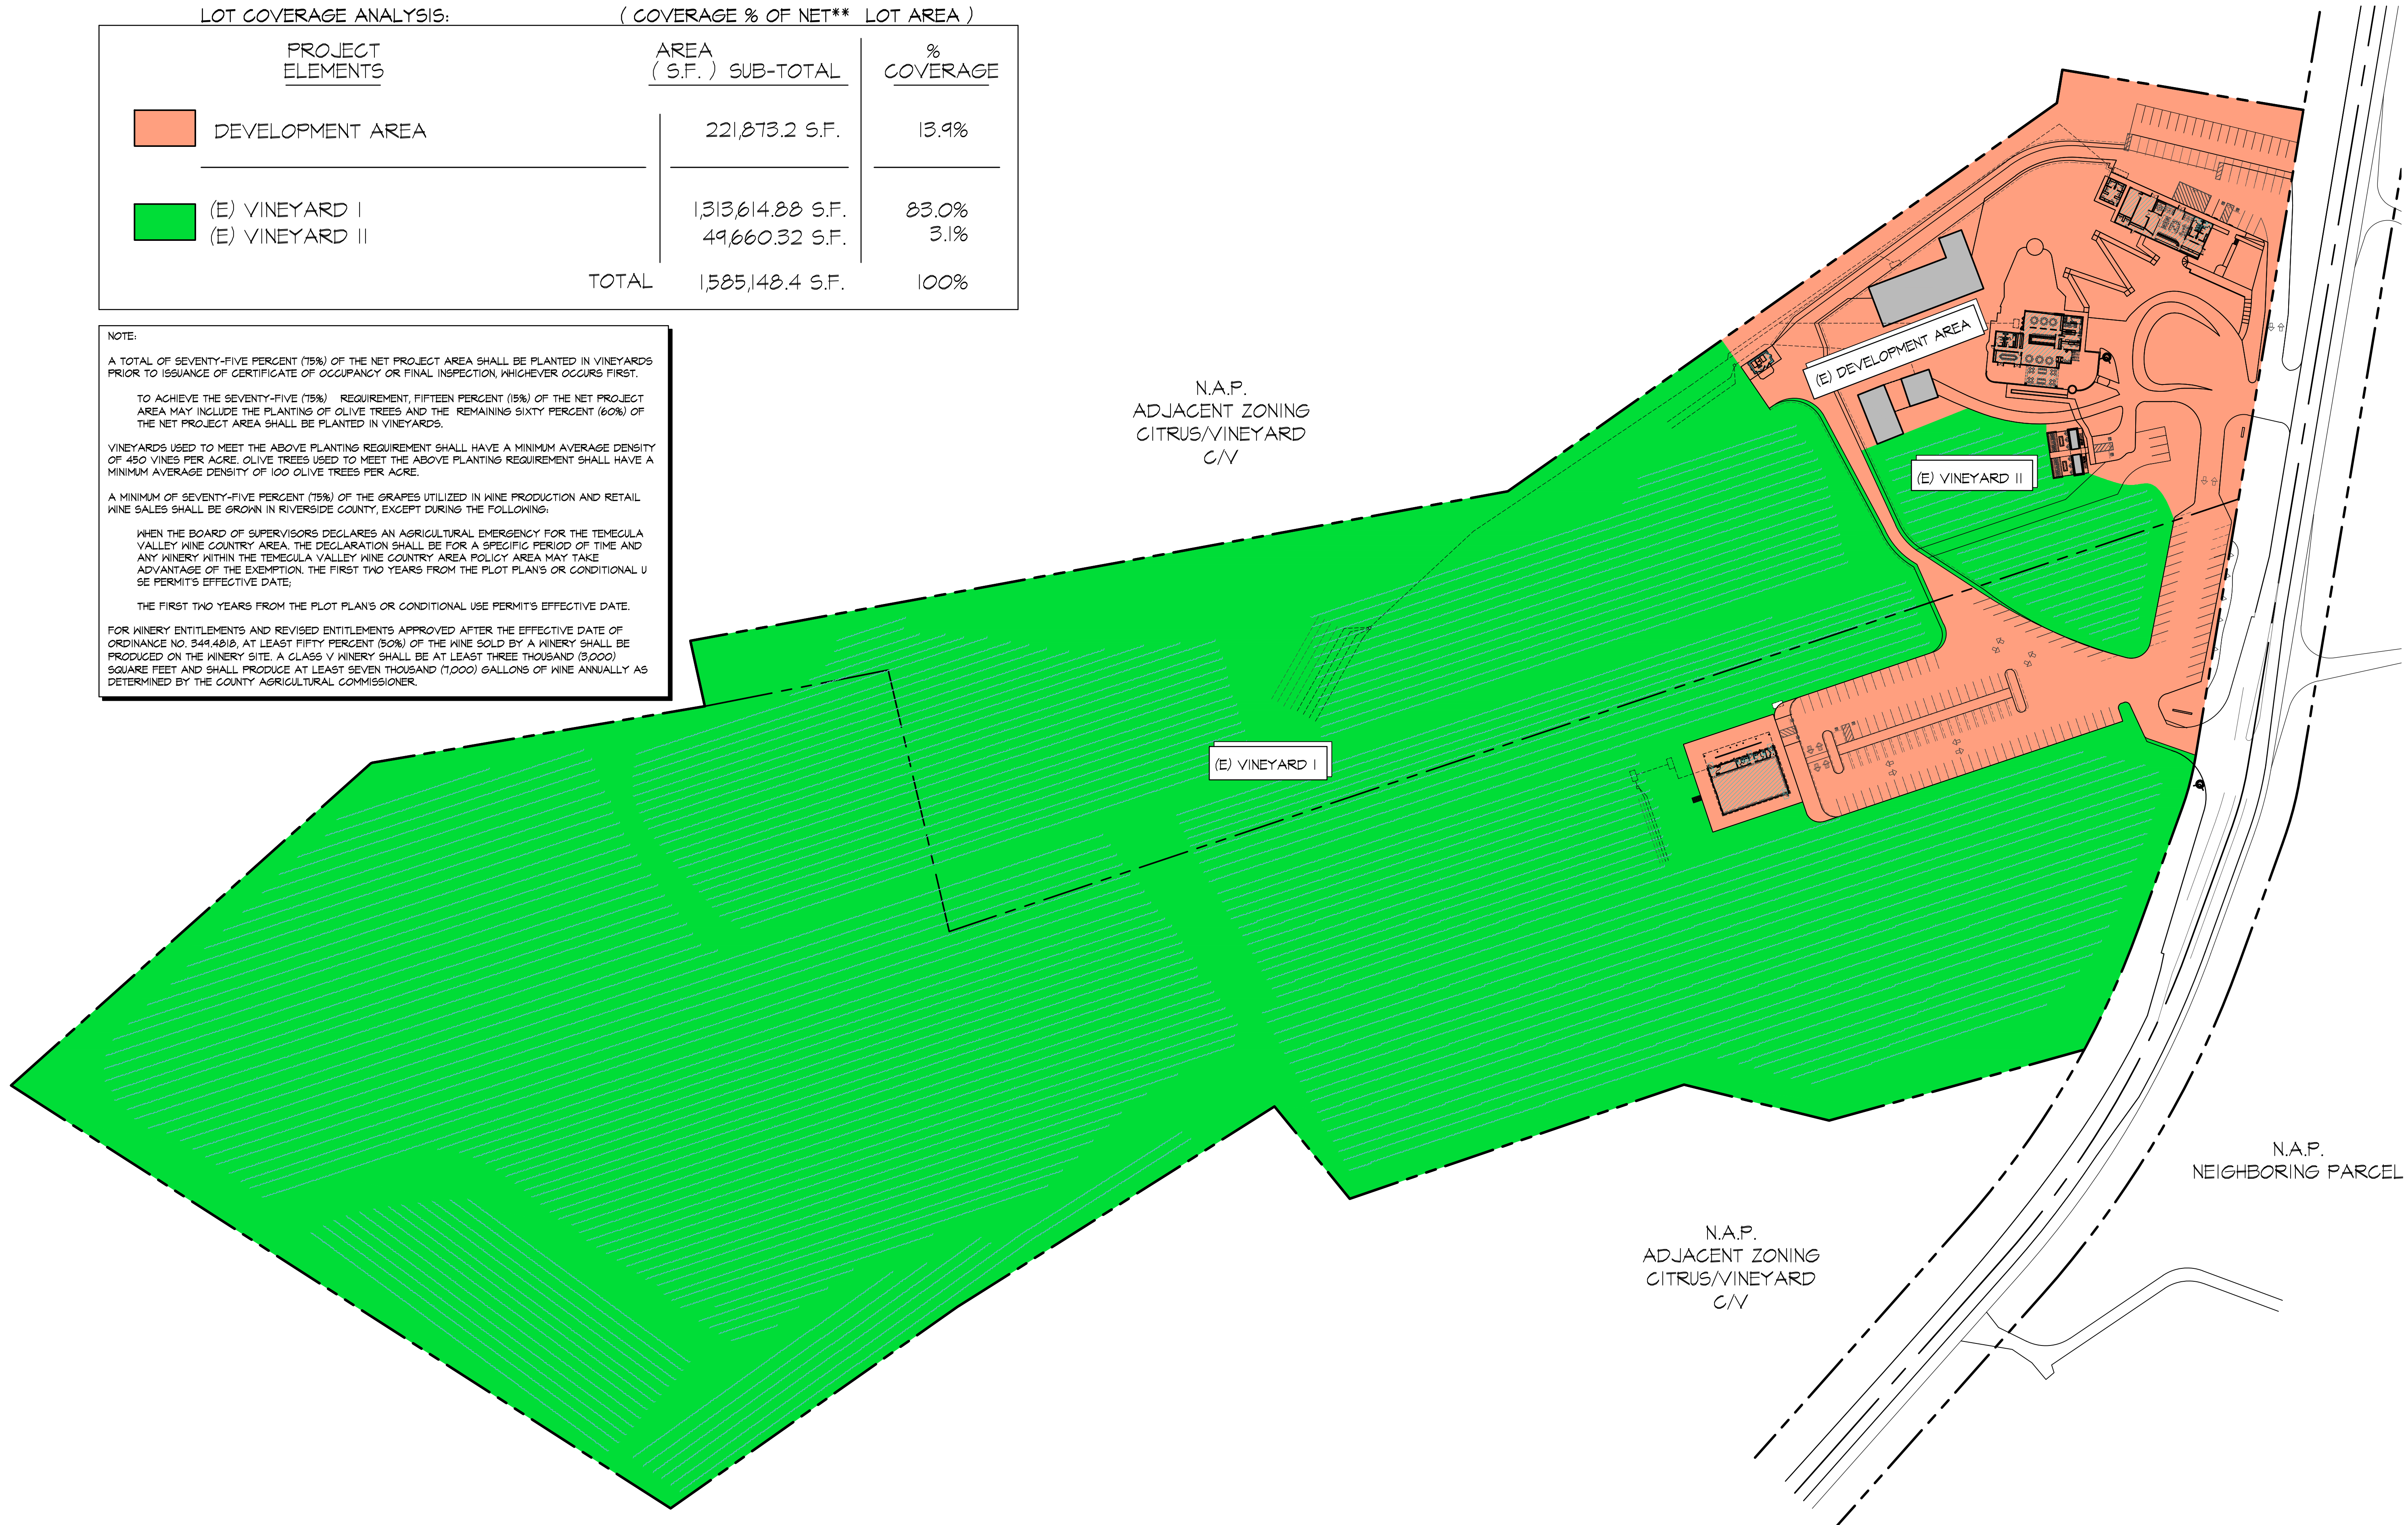 LOT COVERAGE ANALYSIS: ( COVERAGE % OF NET** LOT AREA )
PROJECT ELEMENTS
AREA ( S.F. ) SUB-TOTAL
% COVERAGE
DEVELOPMENT AREA 221,873.2 S.F. 13.9%
(E) VINEYARD I 1,313,614.88 S.F. 83.0%
(E) VINEYARD II 49,660.32 S.F. 3.1%
TOTAL 1,585,148.4 S.F. 100%
NOTE:
A TOTAL OF SEVENTY-FIVE PERCENT (75%) OF THE NET PROJECT AREA SHALL BE PLANTED IN VINEYARDS
PRIOR TO ISSUANCE OF CERTIFICATE OF OCCUPANCY OR FINAL INSPECTION, WHICHEVER OCCURS FIRST.
TO ACHIEVE THE SEVENTY-FIVE (75%) REQUIREMENT, FIFTEEN PERCENT (15%) OF THE NET PROJECT
AREA MAY INCLUDE THE PLANTING OF OLIVE TREES AND THE REMAINING SIXTY PERCENT (60%) OF
THE NET PROJECT AREA SHALL BE PLANTED IN VINEYARDS.
VINEYARDS USED TO MEET THE ABOVE PLANTING REQUIREMENT SHALL HAVE A MINIMUM AVERAGE DENSITY
OF 450 VINES PER ACRE. OLIVE TREES USED TO MEET THE ABOVE PLANTING REQUIREMENT SHALL HAVE A
MINIMUM AVERAGE DENSITY OF 100 OLIVE TREES PER ACRE.
A MINIMUM OF SEVENTY-FIVE PERCENT (75%) OF THE GRAPES UTILIZED IN WINE PRODUCTION AND RETAIL
WINE SALES SHALL BE GROWN IN RIVERSIDE COUNTY, EXCEPT DURING THE FOLLOWING:
WHEN THE BOARD OF SUPERVISORS DECLARES AN AGRICULTURAL EMERGENCY FOR THE TEMECULA
VALLEY WINE COUNTRY AREA. THE DECLARATION SHALL BE FOR A SPECIFIC PERIOD OF TIME AND
ANY WINERY WITHIN THE TEMECULA VALLEY WINE COUNTRY AREA POLICY AREA MAY TAKE
ADVANTAGE OF THE EXEMPTION. THE FIRST TWO YEARS FROM THE PLOT PLAN'S OR CONDITIONAL U
SE PERMIT'S EFFECTIVE DATE;
THE FIRST TWO YEARS FROM THE PLOT PLAN'S OR CONDITIONAL USE PERMIT'S EFFECTIVE DATE.
FOR WINERY ENTITLEMENTS AND REVISED ENTITLEMENTS APPROVED AFTER THE EFFECTIVE DATE OF
ORDINANCE NO. 349.4818, AT LEAST FIFTY PERCENT (50%) OF THE WINE SOLD BY A WINERY SHALL BE
PRODUCED ON THE WINERY SITE. A CLASS V WINERY SHALL BE AT LEAST THREE THOUSAND (3,000)
SQUARE FEET AND SHALL PRODUCE AT LEAST SEVEN THOUSAND (7,000) GALLONS OF WINE ANNUALLY AS
DETERMINED BY THE COUNTY AGRICULTURAL COMMISSIONER.
N.A.P.
ADJACENT ZONING
CITRUS/VINEYARD
C/V
(E) DEVELOPMENT AREA
(E) VINEYARD II
(E) VINEYARD I
N.A.P.
NEIGHBORING PARCEL
N.A.P.
ADJACENT ZONING
CITRUS/VINEYARD
C/V